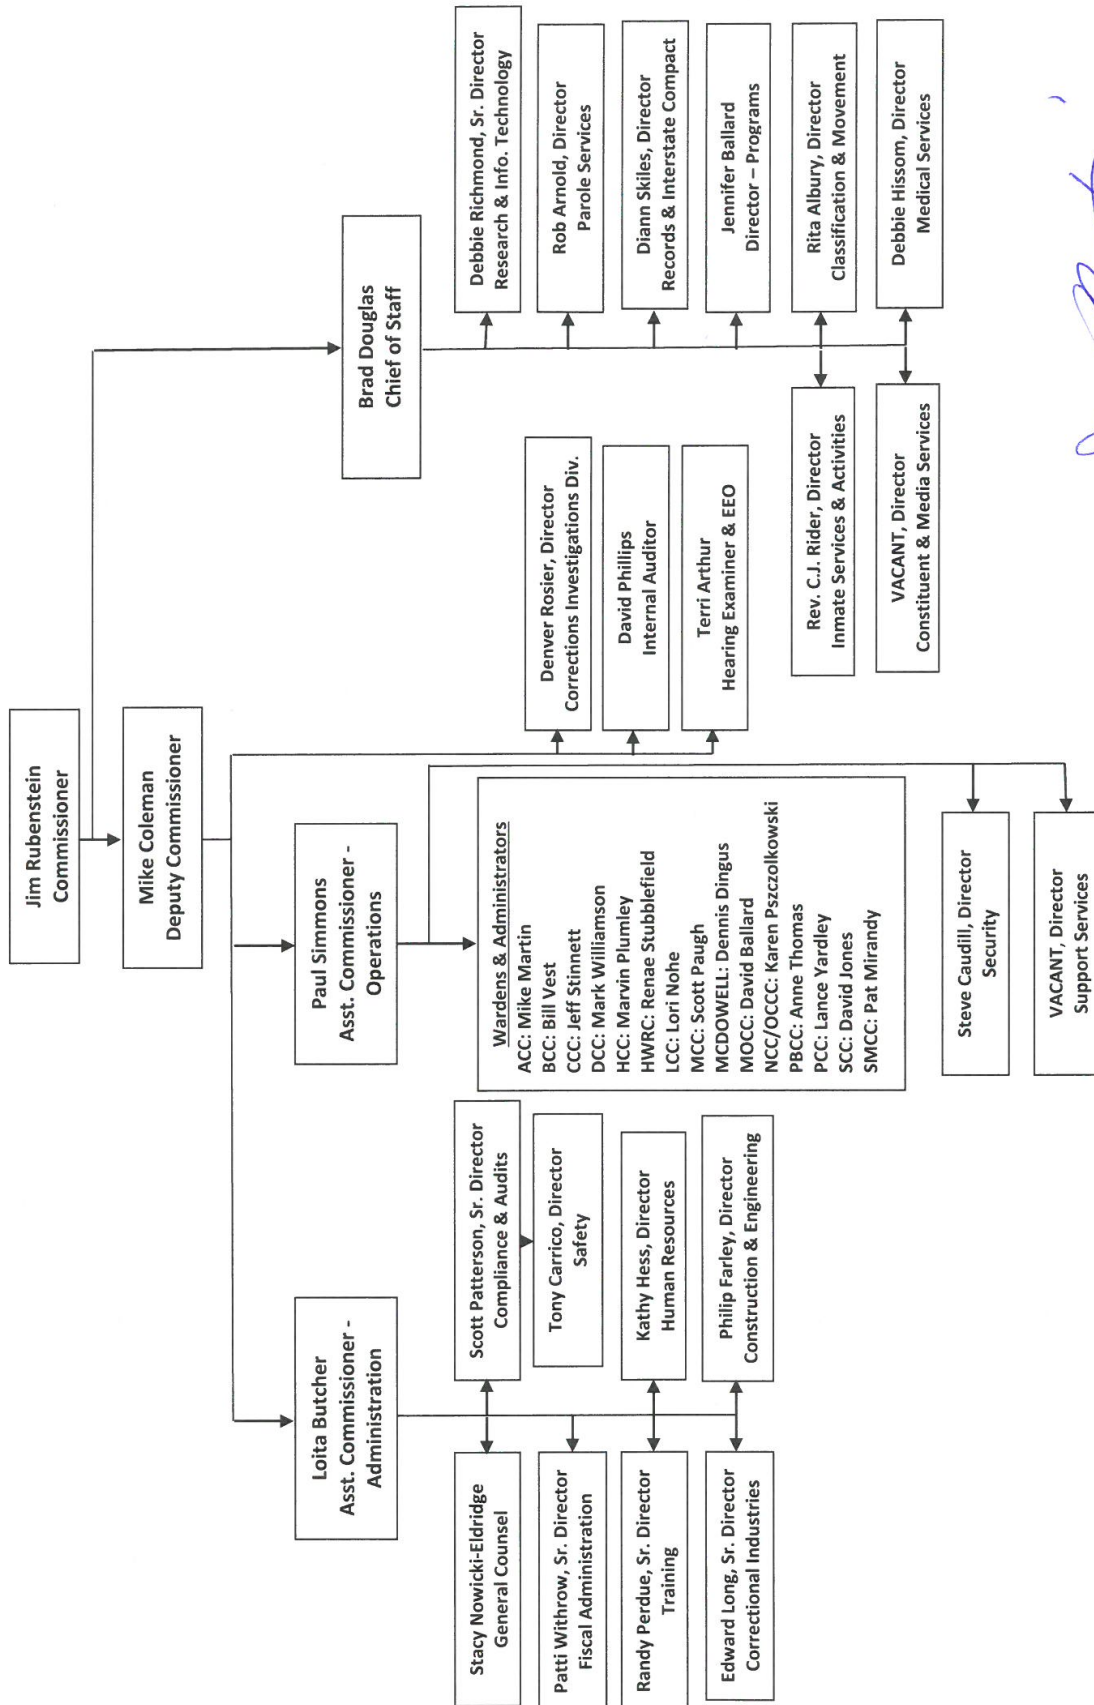 Jim Rubenstein
Commissioner
Mike Coleman
Deputy Commissioner
Loita Butcher
Asst. Commissioner -
Administration
Paul Simmons
Asst. Commissioner -
Operations
Brad Douglas
Chief of Staff
Stacy Nowicki-Eldridge
General Counsel
Patti Withrow, Sr. Director
Fiscal Administration
Randy Perdue, Sr. Director
Training
Edward Long, Sr. Director
Correctional Industries
Scott Patterson, Sr. Director
Compliance & Audits
Tony Carrico, Director
Safety
Kathy Hess, Director
Human Resources
Philip Farley, Director
Construction & Engineering
Wardens & Administrators
ACC: Mike Martin
BCC: Bill Vest
CCC: Jeff Stinnett
DCC: Mark Williamson
HCC: Marvin Plumley
HWRC: Renae Stubblefield
LCC: Lori Nohe
MCC: Scott Paugh
MCDOWELL: Dennis Dingus
MOCC: David Ballard
NCC/OCCC: Karen Pszczolkowski
PBCC: Anne Thomas
PCC: Lance Yardley
SCC: David Jones
SMCC: Pat Mirandy
Steve Caudill, Director
Security
VACANT, Director
Support Services
Denver Rosier, Director
Corrections Investigations Div.
David Phillips
Internal Auditor
Terri Arthur
Hearing Examiner & EEO
Rev. C.J. Rider, Director
Inmate Services & Activities
VACANT, Director
Constituent & Media Services
Debbie Richmond, Sr. Director
Research & Info. Technology
Rob Arnold, Director
Parole Services
Diann Skiles, Director
Records & Interstate Compact
Jennifer Ballard
Director – Programs
Rita Albury, Director
Classification & Movement
Debbie Hissom, Director
Medical Services